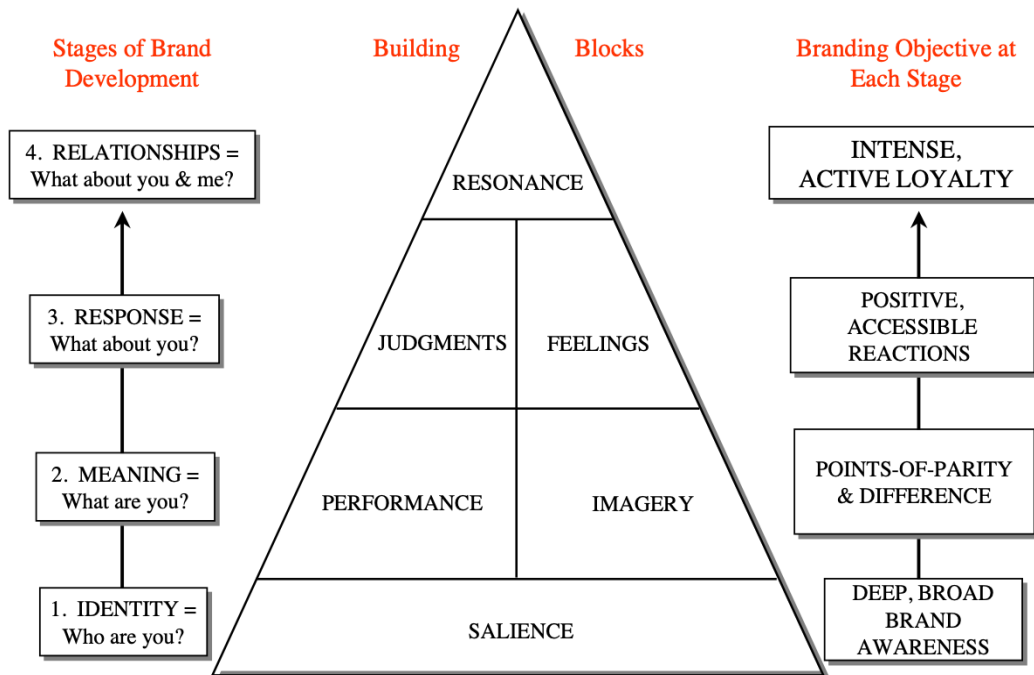 Stages of Brand
Development
Building
Blocks
Branding Objective at
Each Stage
4. RELATIONSHIPS =
What about you & me?
RESONANCE
INTENSE,
ACTIVE LOYALTY
3. RESPONSE =
What about you?
JUDGMENTS
FEELINGS
POSITIVE,
ACCESSIBLE
REACTIONS
2. MEANING =
What are you?
PERFORMANCE
IMAGERY
POINTS-OF-PARITY
& DIFFERENCE
1. IDENTITY =
Who are you?
SALIENCE
DEEP, BROAD
BRAND
AWARENESS